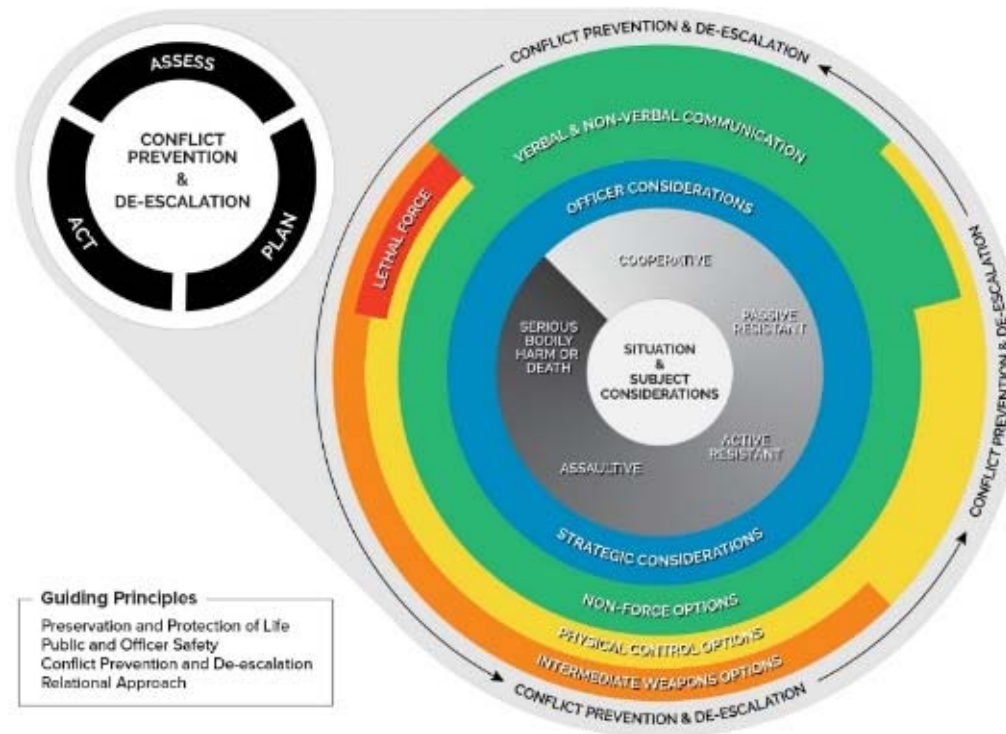 ASSESS
CONFLICT
PREVENTION
&
DE-ESCALATION
ACT
PLAN
CONFLICT PREVENTION & DE-ESCALATION
VERBAL & NON-VERBAL COMMUNICATION
OFFICER CONSIDERATIONS
LETHAL FORCE
COOPERATIVE
PASSIVE
RESISTANT
SERIOUS
BODILY
HARM OR
DEATH
SITUATION
&
SUBJECT
CONSIDERATIONS
ACTIVE
RESISTANT
ASSAULTIVE
CONFLICT PREVENTION & DE-ESCALATION
STRATEGIC CONSIDERATIONS
NON-FORCE OPTIONS
PHYSICAL CONTROL OPTIONS
INTERMEDIATE WEAPONS OPTIONS
CONFLICT PREVENTION & DE-ESCALATION
Guiding Principles
Preservation and Protection of Life
Public and Officer Safety
Conflict Prevention and De-escalation
Relational Approach